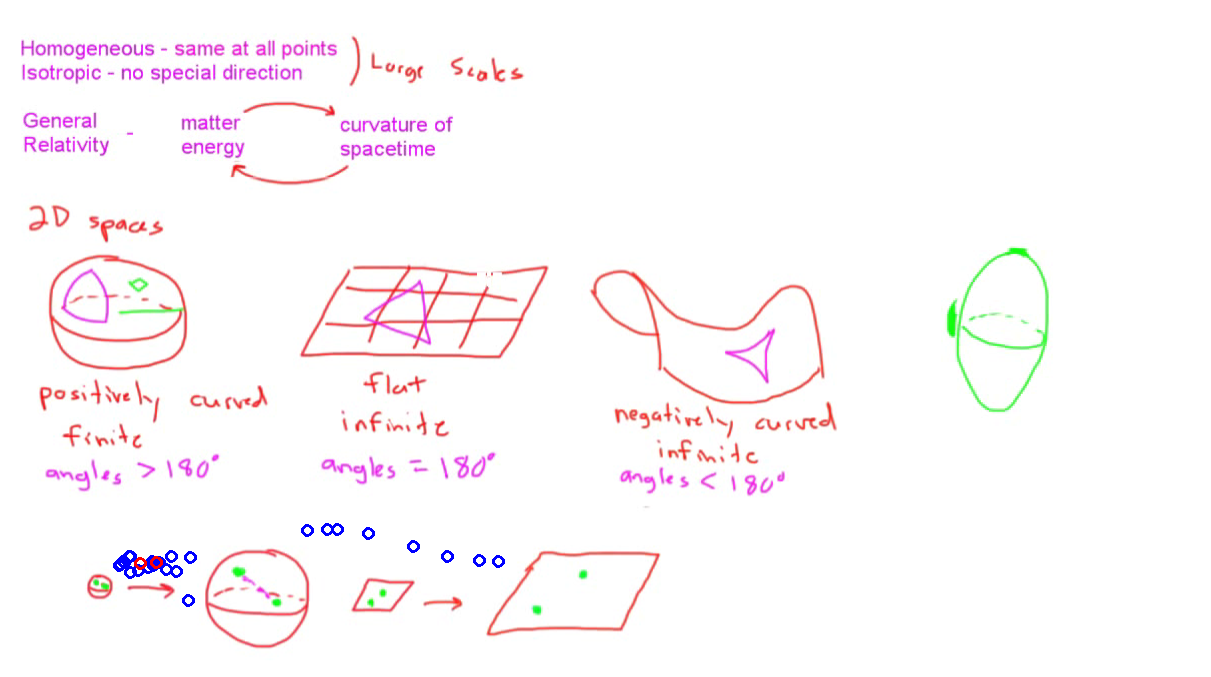 Homogeneous - same at all points
Isotropic - no special direction
Large Scales
General Relativity -
matter energy
curvature of spacetime
2D spaces
positively curved
finite
angles > 180°
flat
infinite
angles = 180°
negatively curved
infinite
angles < 180°